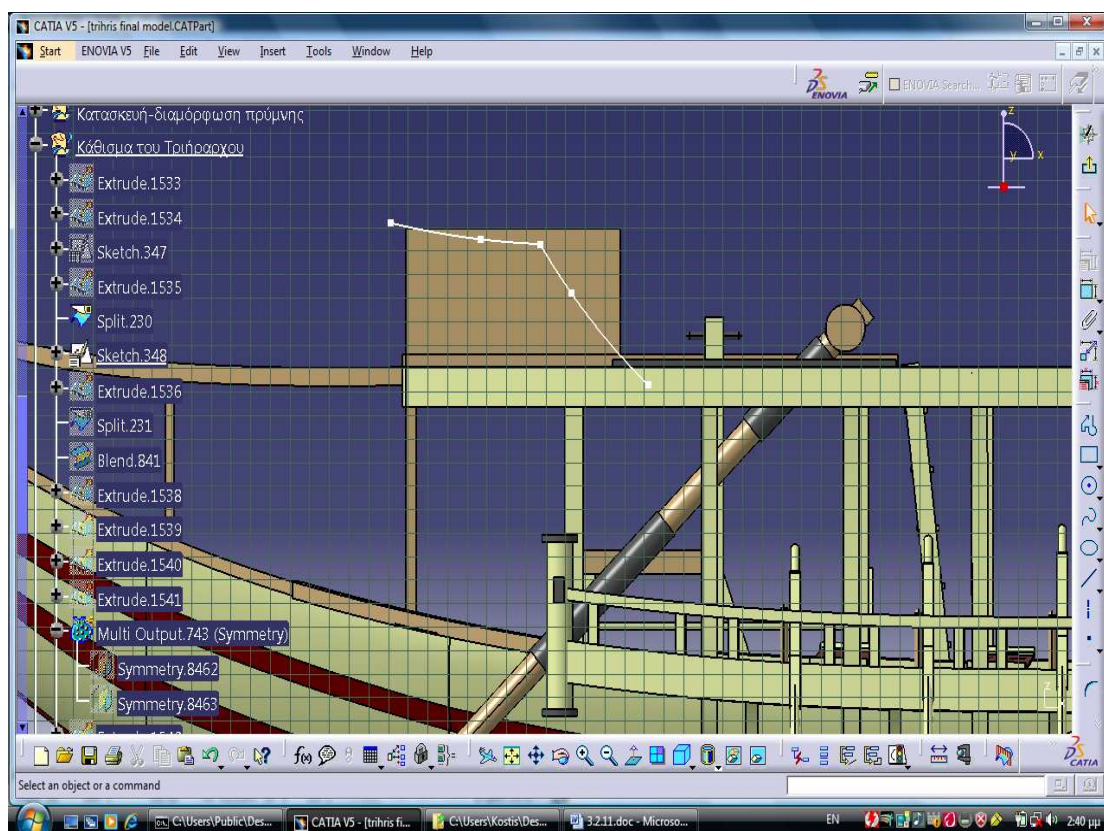 CATIA V5 - [trihris final model.CATPart]
Start ENOVIA V5 File Edit View Insert Tools Window Help
ENOVIA
ENOVIA Search...
Κατασκευή-διαμόρφωση πρύμνης
Κάθισμα του Τριήραρχου
Extrude.1533
Extrude.1534
Sketch.347
Extrude.1535
Split.230
Sketch.348
Extrude.1536
Split.231
Blend.841
Extrude.1538
Extrude.1539
Extrude.1540
Extrude.1541
Multi Output.743 (Symmetry)
Symmetry.8462
Symmetry.8463
z
y x
z
f(x)
CATIA
Select an object or a command
C:\Users\Public\Des... CATIA V5 - [trihris fi... C:\Users\Kostis\Des... 3.2.11.doc - Microso... EN 2:40 μμ